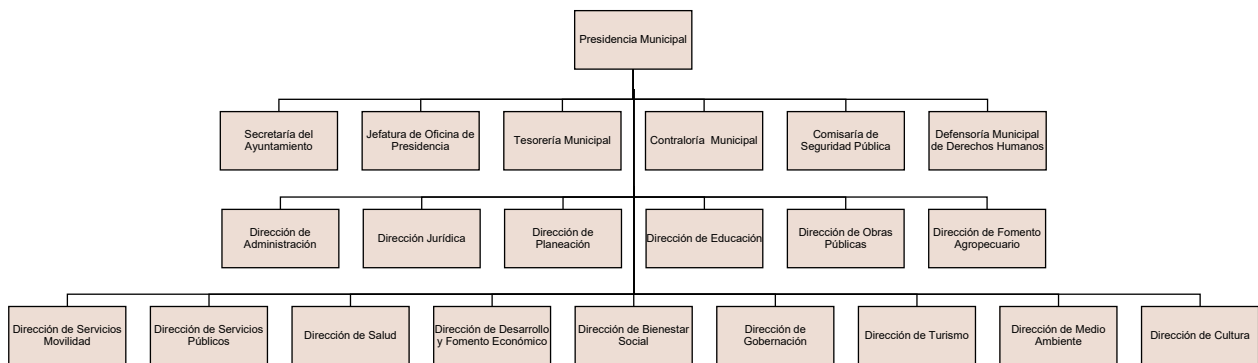 Presidencia Municipal
Secretaría del
Ayuntamiento
Jefatura de Oficina de
Presidencia
Tesorería Municipal
Contraloría Municipal
Comisaría de
Seguridad Pública
Defensoría Municipal
de Derechos Humanos
Dirección de
Administración
Dirección Jurídica
Dirección de
Planeación
Dirección de Educación
Dirección de Obras
Públicas
Dirección de Fomento
Agropecuario
Dirección de Servicios
Movilidad
Dirección de Servicios
Públicos
Dirección de Salud
Dirección de Desarrollo
y Fomento Económico
Dirección de Bienestar
Social
Dirección de
Gobernación
Dirección de Turismo
Dirección de Medio
Ambiente
Dirección de Cultura